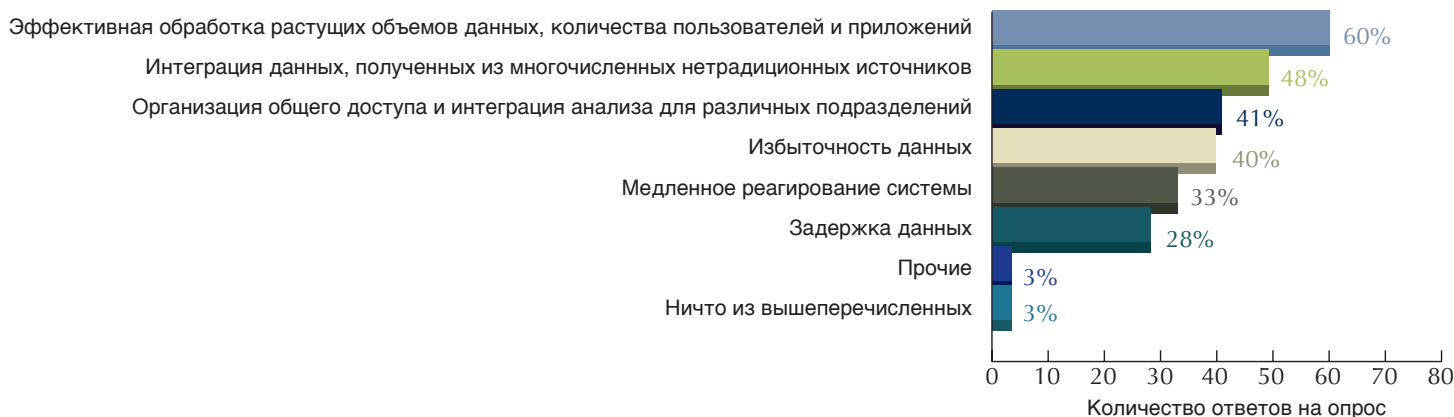 Эффективная обработка растущих объемов данных, количества пользователей и приложений 60%
Интеграция данных, полученных из многочисленных нетрадиционных источников 48%
Организация общего доступа и интеграция анализа для различных подразделений 41%
Избыточность данных 40%
Медленное реагирование системы 33%
Задержка данных 28%
Прочие 3%
Ничто из вышеперечисленных 3%
0 10 20 30 40 50 60 70 80
Количество ответов на опрос